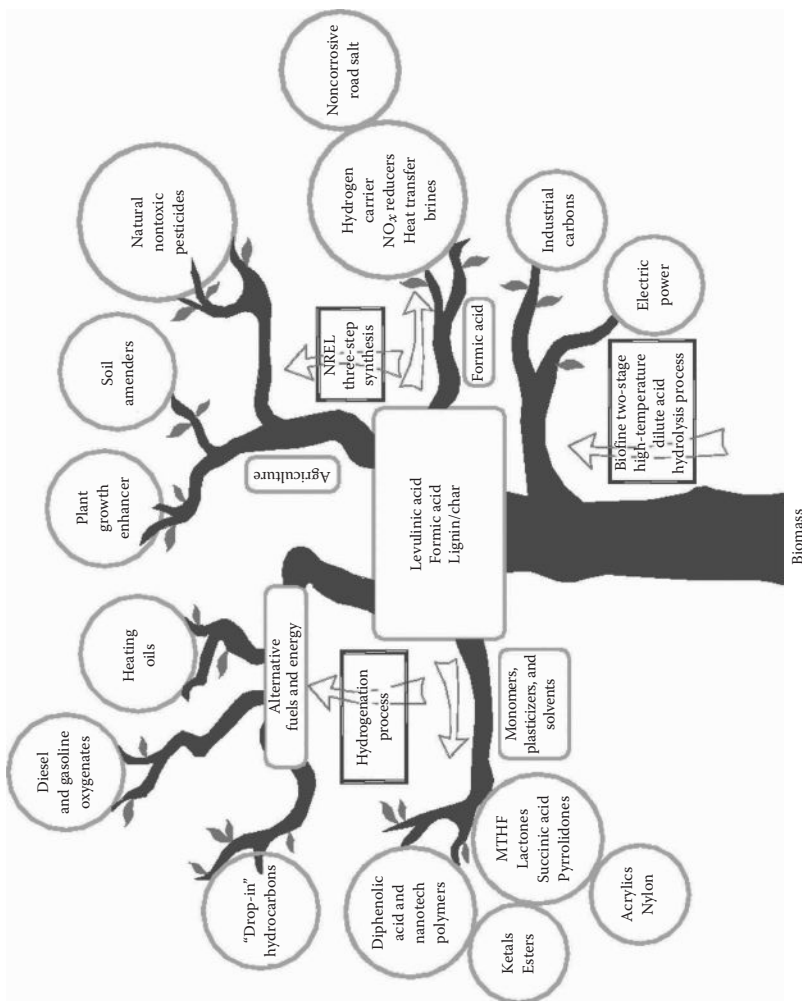 Noncorrosive
road salt
Natural
nontoxic
pesticides
Hydrogen
carrier
NOx reducers
Heat transfer
brines
Industrial
carbons
Electric
power
Soil
amenders
NREL
three-step
synthesis
Formic acid
Biofine two-stage
high-temperature
dilute acid
hydrolysis process
Plant
growth
enhancer
Agriculture
Levulinic acid
Formic acid
Lignin/char
Biomass
Heating
oils
Alternative
fuels and energy
Hydrogenation
process
Monomers,
plasticizers, and
solvents
Diesel
and gasoline
oxygenates
"Drop-in"
hydrocarbons
Diphenolic
acid and
nanotech
polymers
MTHF
Lactones
Succinic acid
Pyrrolidones
Ketals
Esters
Acrylics
Nylon